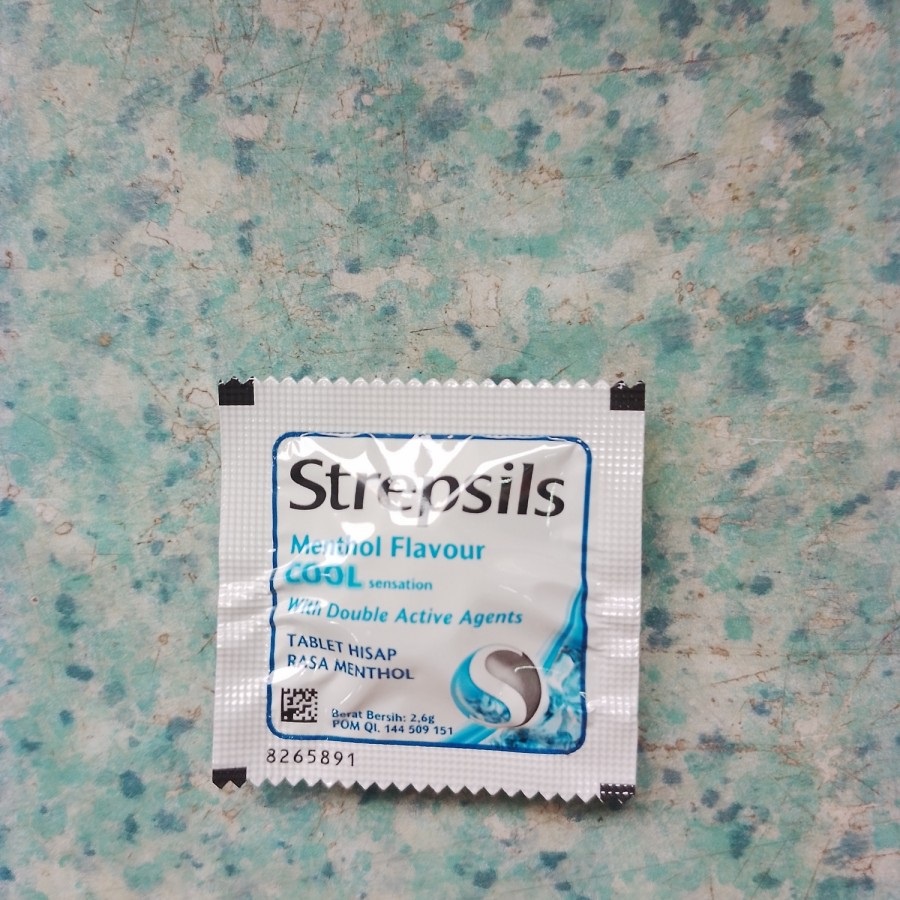 Strepsils
Menthol Flavour
COOL sensation
With Double Active Agents
TABLET HISAP
RASA MENTHOL
Berat Bersih: 2,6g
POM QI. 144 509 151
8265891